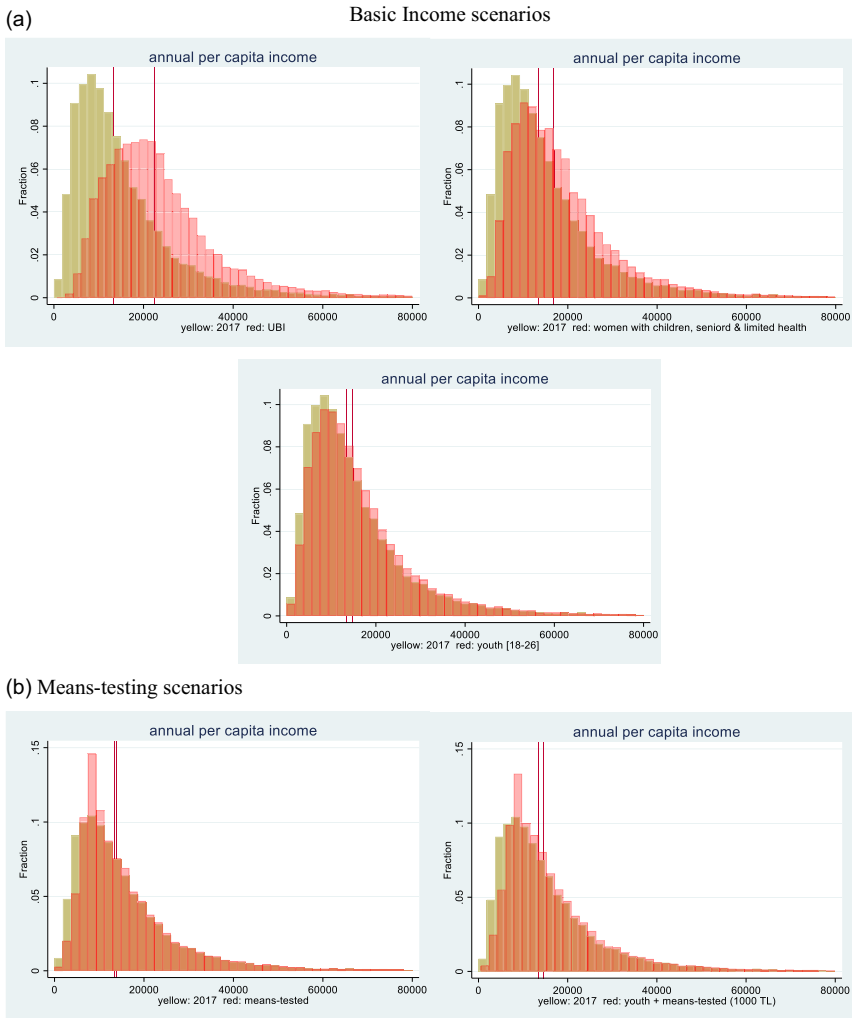 (a)
Basic Income scenarios
annual per capita income
Fraction
.1
.08
.06
.04
.02
0
0 20000 40000 60000 80000
yellow: 2017 red: UBI
annual per capita income
Fraction
.1
.08
.06
.04
.02
0
0 20000 40000 60000 80000
yellow: 2017 red: women with children, seniord & limited health
annual per capita income
Fraction
.1
.08
.06
.04
.02
0
0 20000 40000 60000 80000
yellow: 2017 red: youth [18-26]
(b) Means-testing scenarios
annual per capita income
Fraction
.15
.1
.05
0
0 20000 40000 60000 80000
yellow: 2017 red: means-tested
annual per capita income
Fraction
.15
.1
.05
0
0 20000 40000 60000 80000
yellow: 2017 red: youth + means-tested (1000 TL)